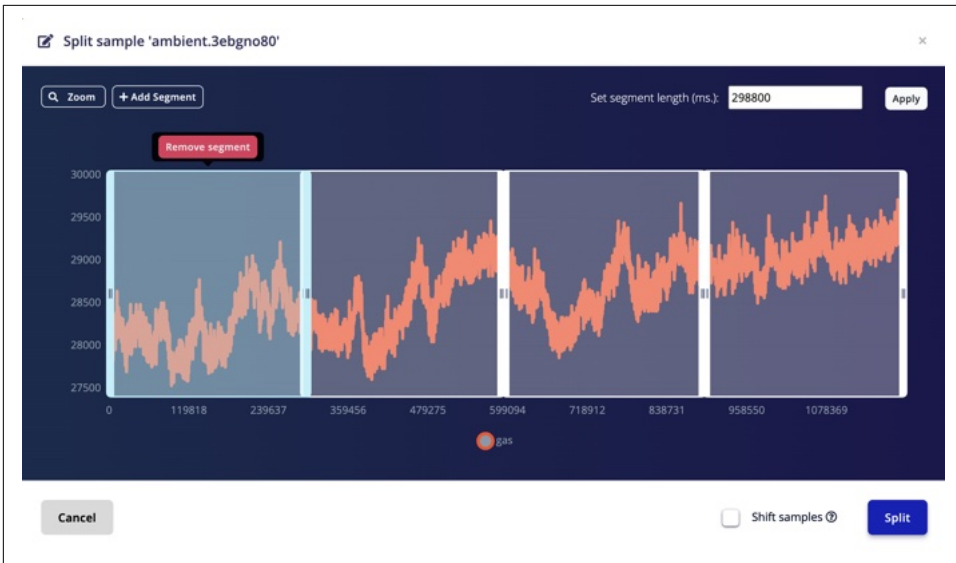 Split sample 'ambient.3ebgno80'
×
Zoom
+ Add Segment
Set segment length (ms.):
298800
Apply
Remove segment
30000
29500
29000
28500
28000
27500
0 119818 239637 359456 479275 599094 718912 838731 958550 1078369
gas
Cancel
Shift samples
Split